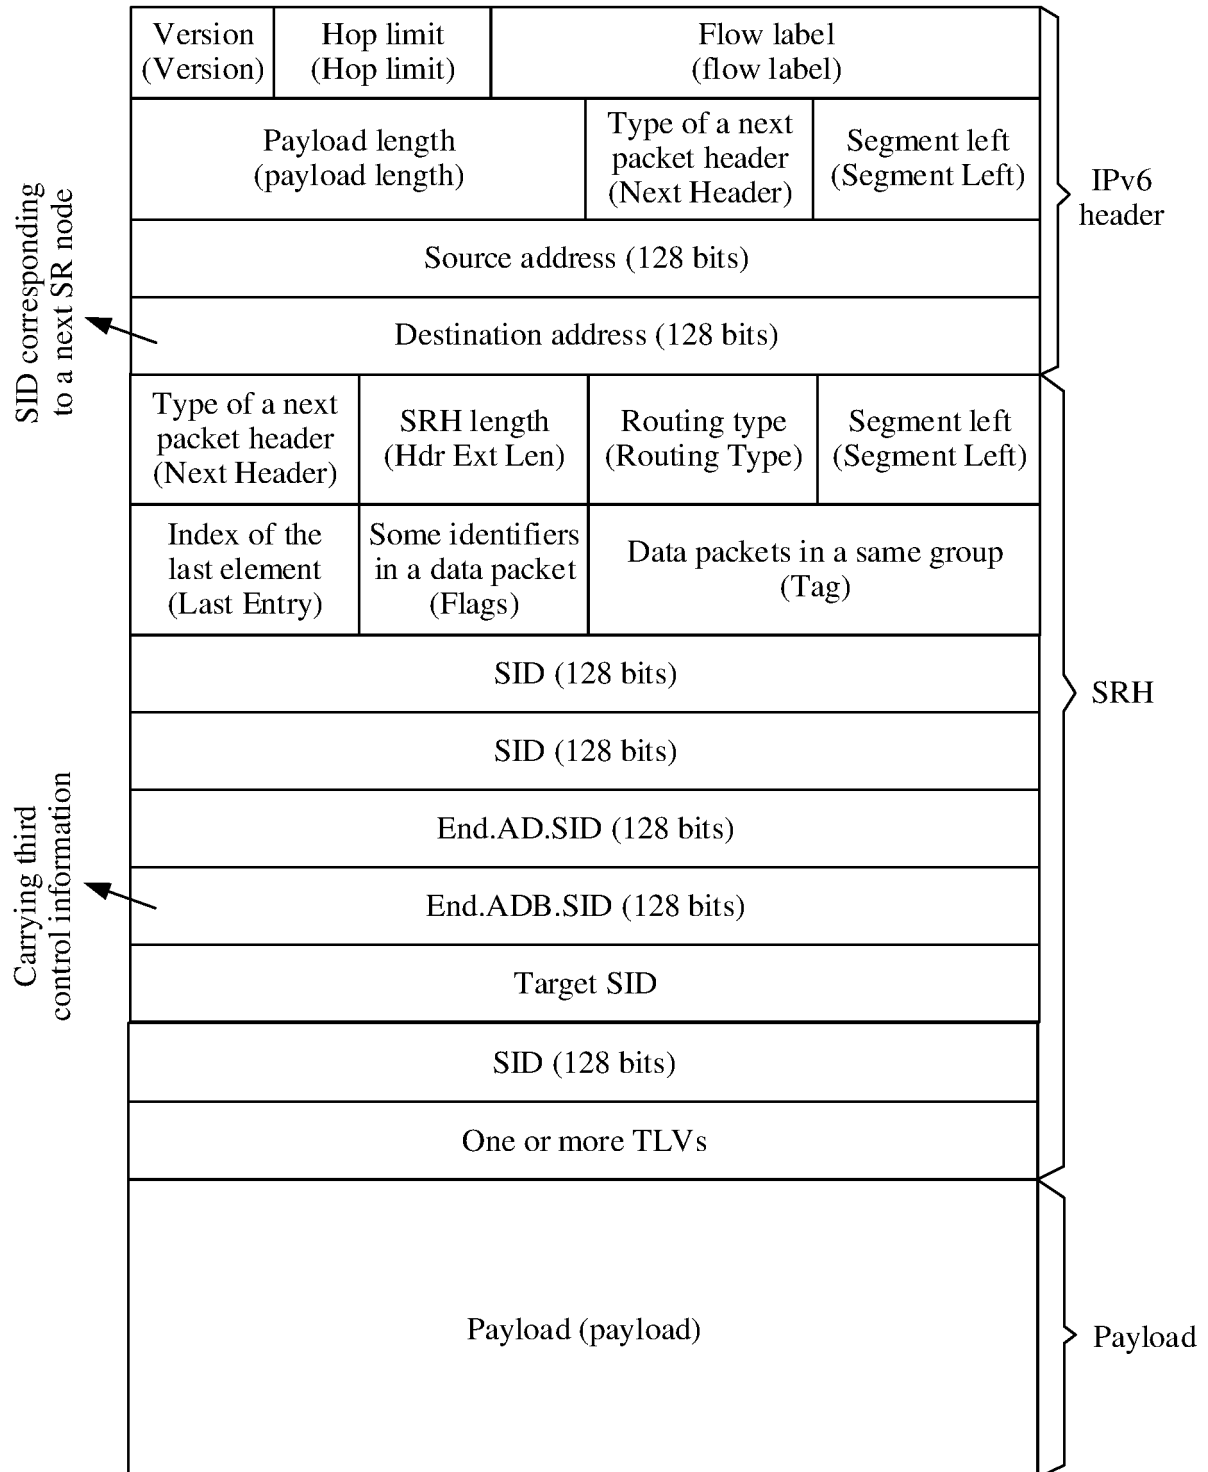 Version
(Version)
Hop limit
(Hop limit)
Flow label
(flow label)
Payload length
(payload length)
Type of a next
packet header
(Next Header)
Segment left
(Segment Left)
IPv6
header
Source address (128 bits)
SID corresponding
to a next SR node
Destination address (128 bits)
Type of a next
packet header
(Next Header)
SRH length
(Hdr Ext Len)
Routing type
(Routing Type)
Segment left
(Segment Left)
Index of the
last element
(Last Entry)
Some identifiers
in a data packet
(Flags)
Data packets in a same group
(Tag)
SID (128 bits)
SRH
SID (128 bits)
End.AD.SID (128 bits)
Carrying third
control information
End.ADB.SID (128 bits)
Target SID
SID (128 bits)
One or more TLVs
Payload (payload)
Payload